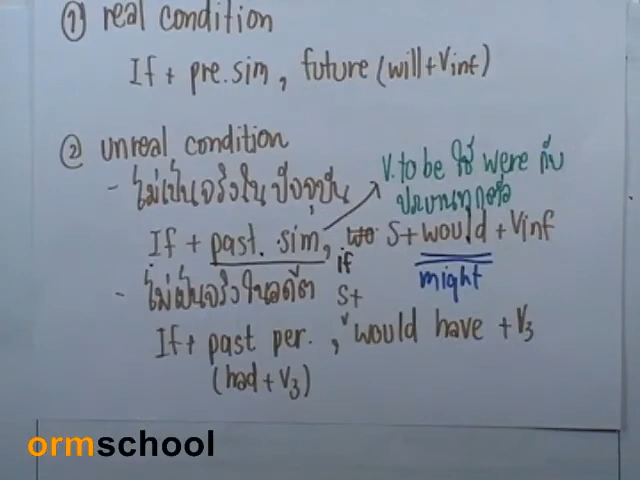 ① real condition
If + pre.sim, future (will+Vinf)
② unreal condition
- ไม่เป็นจริงในปัจจุบัน
V. to be ใช้ were กับ
ประธานทุกตัว
If + past. sim, S+would + Vinf
if
might
- ไม่เป็นจริงในอดีต S+
If + past per. , would have + V3
(had + V3)
ormschool